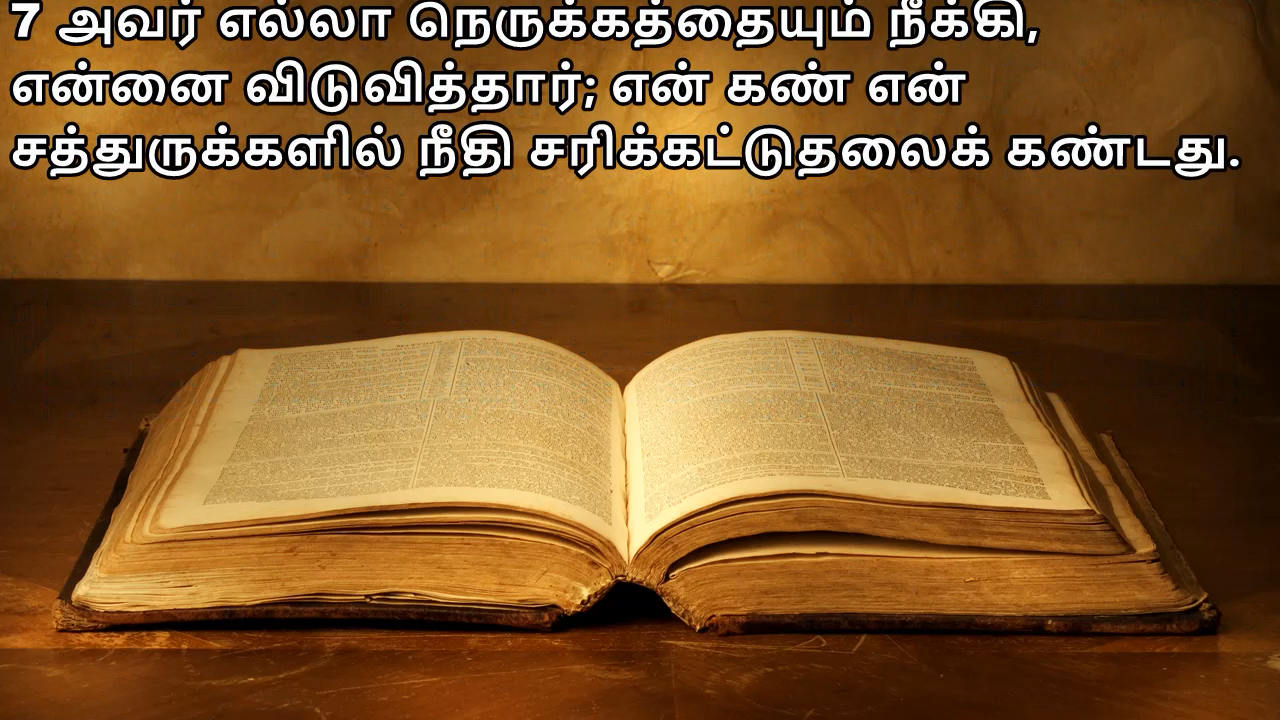 7 அவர் எல்லா நெருக்கத்தையும் நீக்கி,
என்னை விடுவித்தார்; என் கண் என்
சத்துருக்களில் நீதி சரிக்கட்டுதலைக் கண்டது.